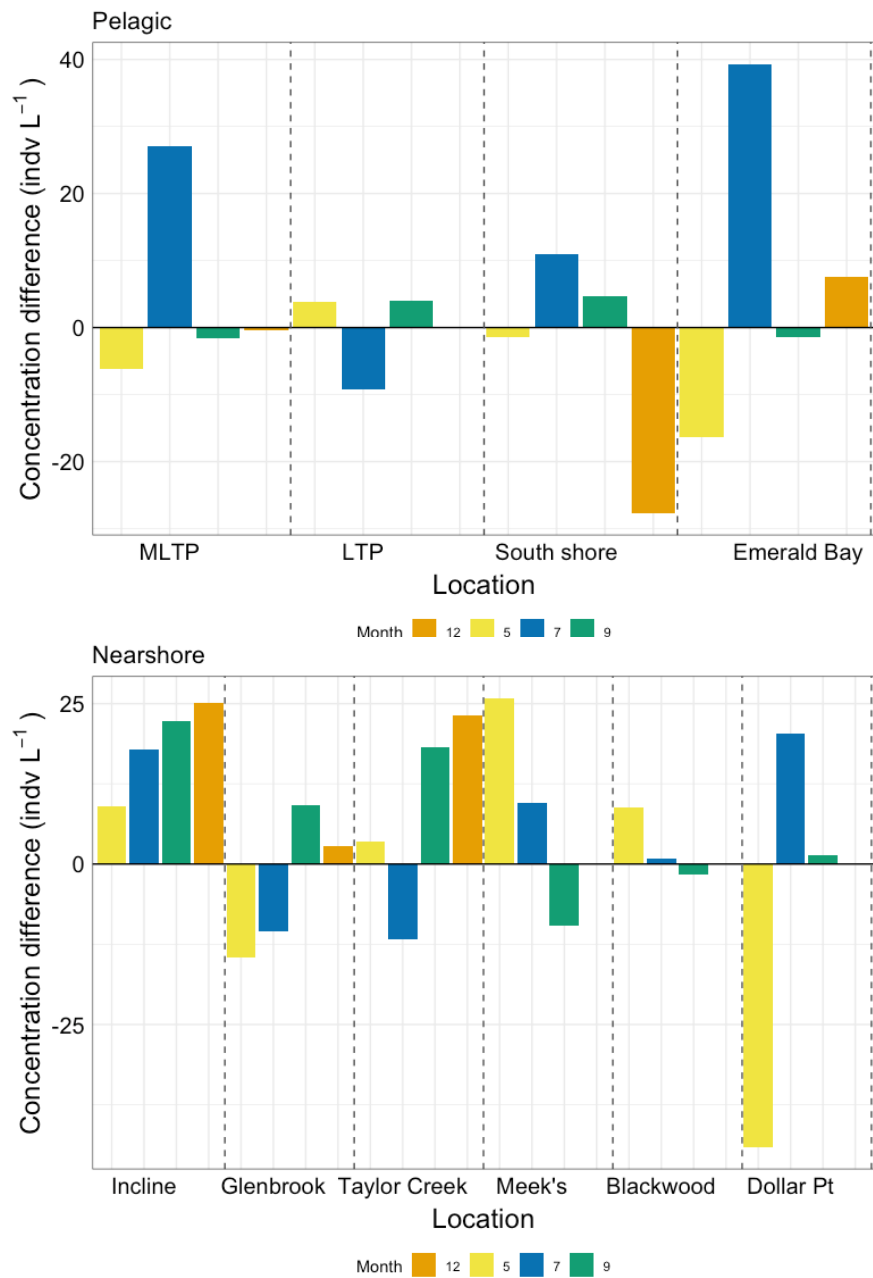 Pelagic
Concentration difference (indv L⁻¹ )
40
20
0
-20
MLTP LTP South shore Emerald Bay
Location
Month 12 5 7 9
Nearshore
Concentration difference (indv L⁻¹ )
25
0
-25
Incline Glenbrook Taylor Creek Meek's Blackwood Dollar Pt
Location
Month 12 5 7 9